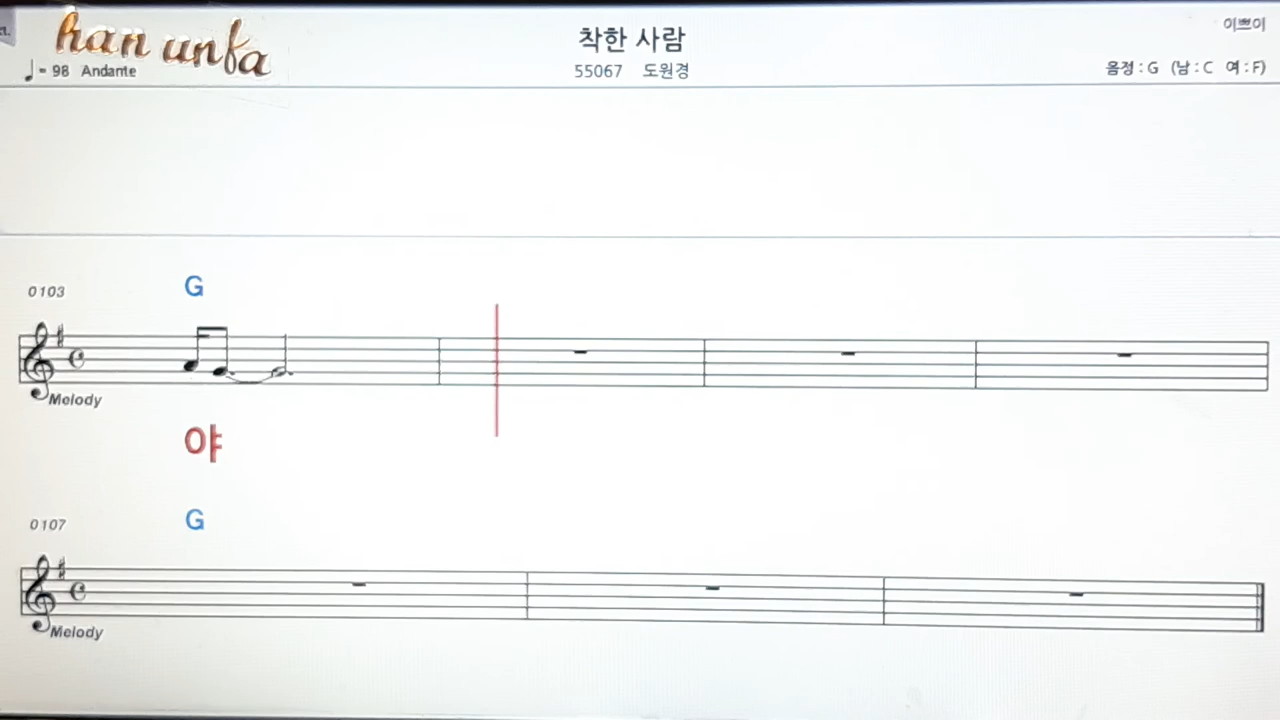 han unfa
♩= 98 Andante
착한 사람
55067 도원경
이쁘이
음정 : G (남 : C 여 : F)
0103
G
Melody
야
0107
G
Melody